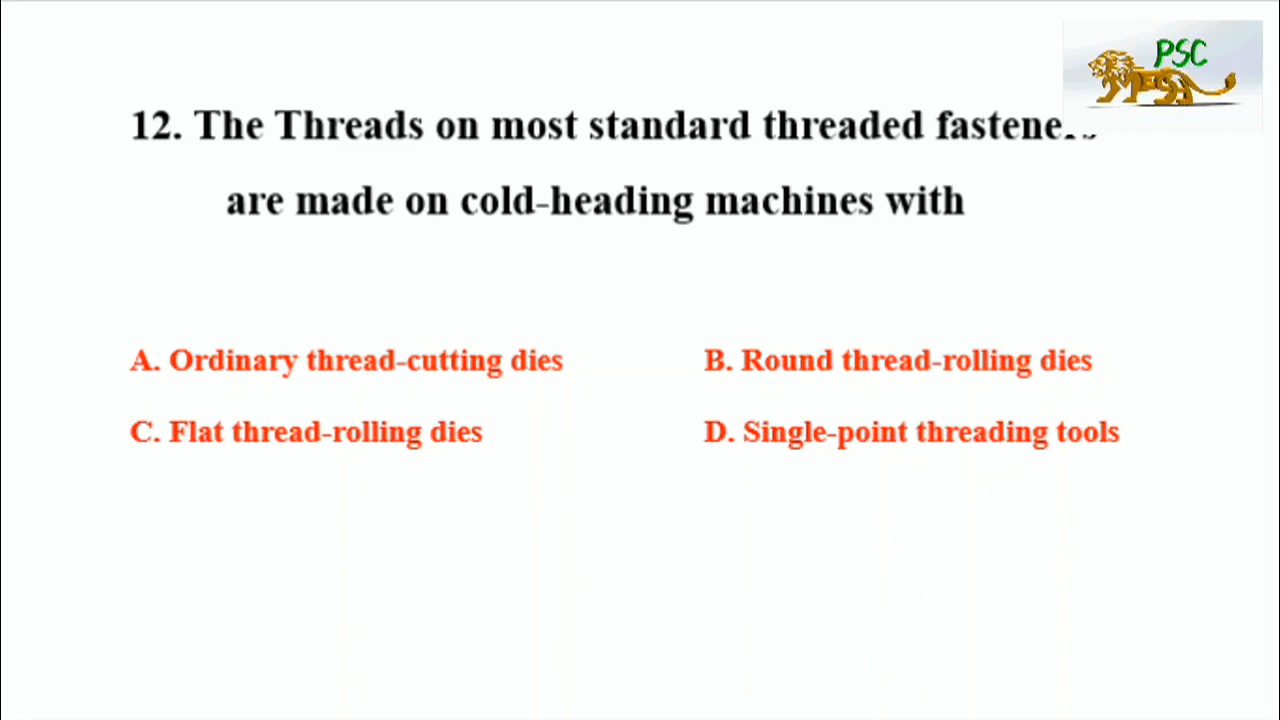 PSC
12. The Threads on most standard threaded
are made on cold-heading machines with
A. Ordinary thread-cutting dies
B. Round thread-rolling dies
C. Flat thread-rolling dies
D. Single-point threading tools